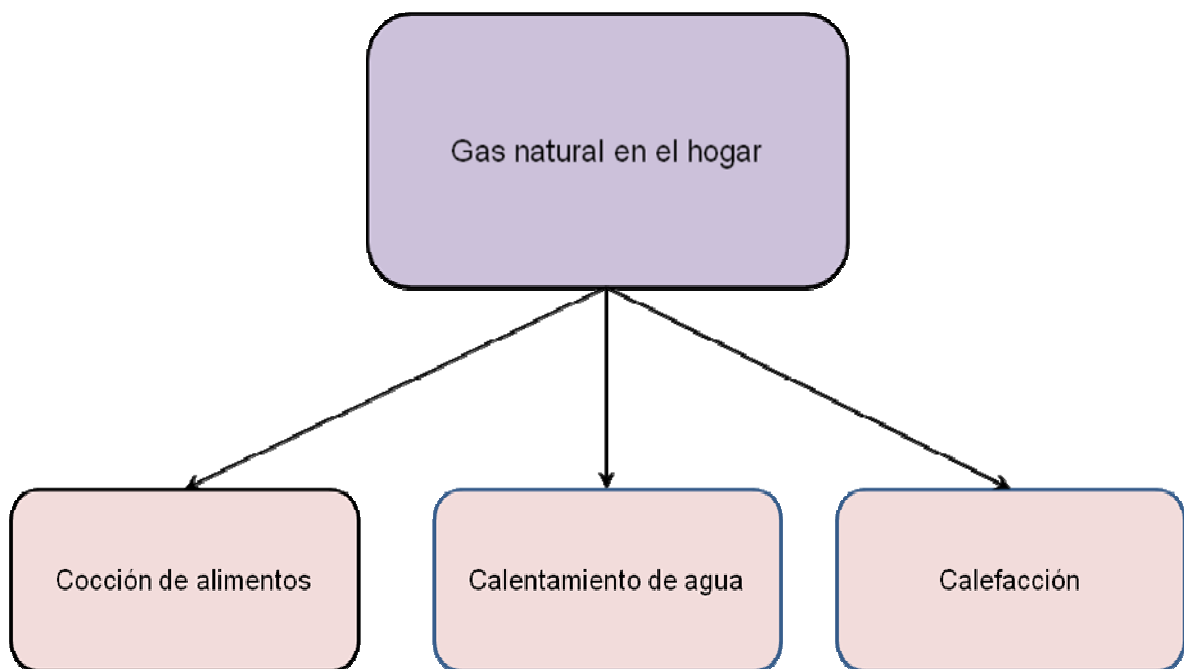 Gas natural en el hogar
Cocción de alimentos
Calentamiento de agua
Calefacción